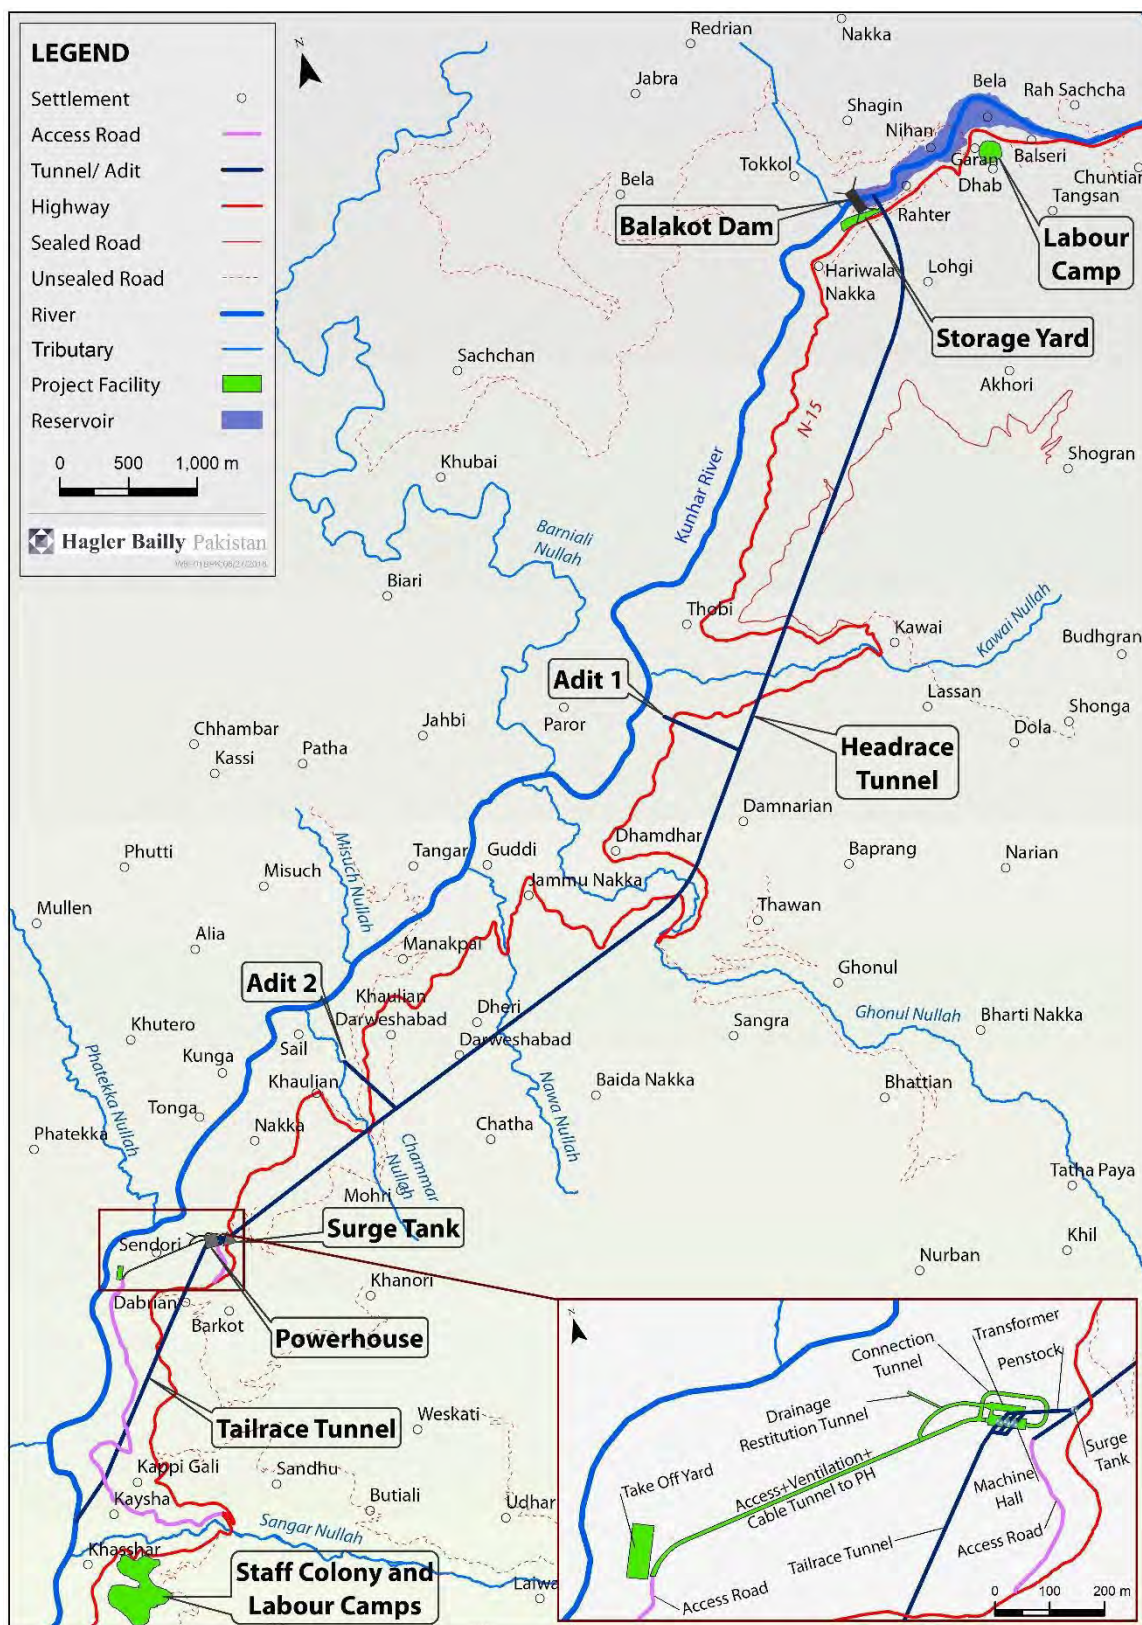 LEGEND
Settlement
Access Road
Tunnel/ Adit
Highway
Sealed Road
Unsealed Road
River
Tributary
Project Facility
Reservoir
0 500 1,000 m
Hagler Bailly Pakistan
N
Redrian
Nakka
Jabra
Shagin
Bela
Rah Sachcha
Nihan
Tokkol
Garan
Balseri
Chuntian
Dhab
Bela
Tangsan
Balakot Dam
Rahter
Labour
Camp
Hariwala
Nakka
Lohgi
Storage Yard
Sachchan
Akhori
N-15
Khubai
Shogran
Kunhar River
Barniali
Nullah
Biari
Thobi
Kawai
Kawai Nullah
Budhgran
Adit 1
Lassan
Paror
Shonga
Jahbi
Dola
Chhambar
Patha
Kassi
Headrace
Tunnel
Damnarian
Misuch Nullah
Dhamdhar
Phutti
Tangar
Guddi
Baprang
Narian
Misuch
Jammu Nakka
Mullen
Thawan
Alia
Manakpai
Adit 2
Ghonul
Khaulian
Darweshabad
Dheri
Ghonul Nullah
Khutero
Sail
Sangra
Bharti Nakka
Phatekka Nullah
Kunga
Darweshabad
Khaulian
Nawa Nullah
Baida Nakka
Bhattian
Tonga
Nakka
Chatha
Phatekka
Chammar
Nullah
Tatha Paya
Mohri
Surge Tank
Sendori
Khil
Nurban
Khanori
Dabrian
Barkot
Powerhouse
Weskati
Tailrace Tunnel
Kappi Gali
Sandhu
Kaysha
Butiali
Udhar
Sangar Nullah
Khasshar
Staff Colony and
Labour Camps
Lalwa
N
Transformer
Connection
Tunnel
Penstock
Drainage
Restitution Tunnel
Surge
Tank
Take Off Yard
Access+Ventilation+
Cable Tunnel to PH
Machine
Hall
Access Road
Tailrace Tunnel
Access Road
0 100 200 m